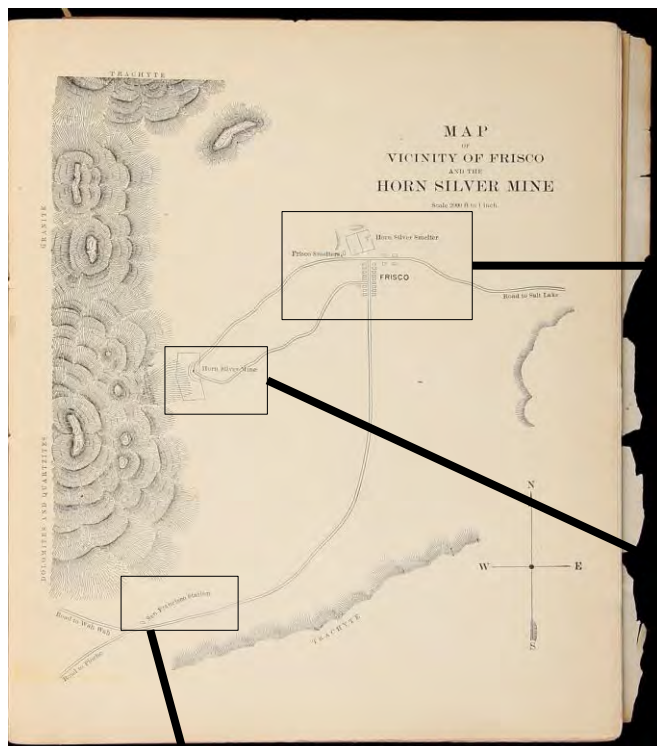 TRACHYTE
MAP
OF
VICINITY OF FRISCO
AND THE
HORN SILVER MINE
Scale 2000 ft to 1 inch
GRANITE
Horn Silver Smelter
Frisco Smelters
FRISCO
Road to Salt Lake
Horn Silver Mine
DOLOMITES AND QUARTZITES
N
W
E
S
San Francisco Station
Road to Wah Wah
Road to Pioche
TRACHYTE